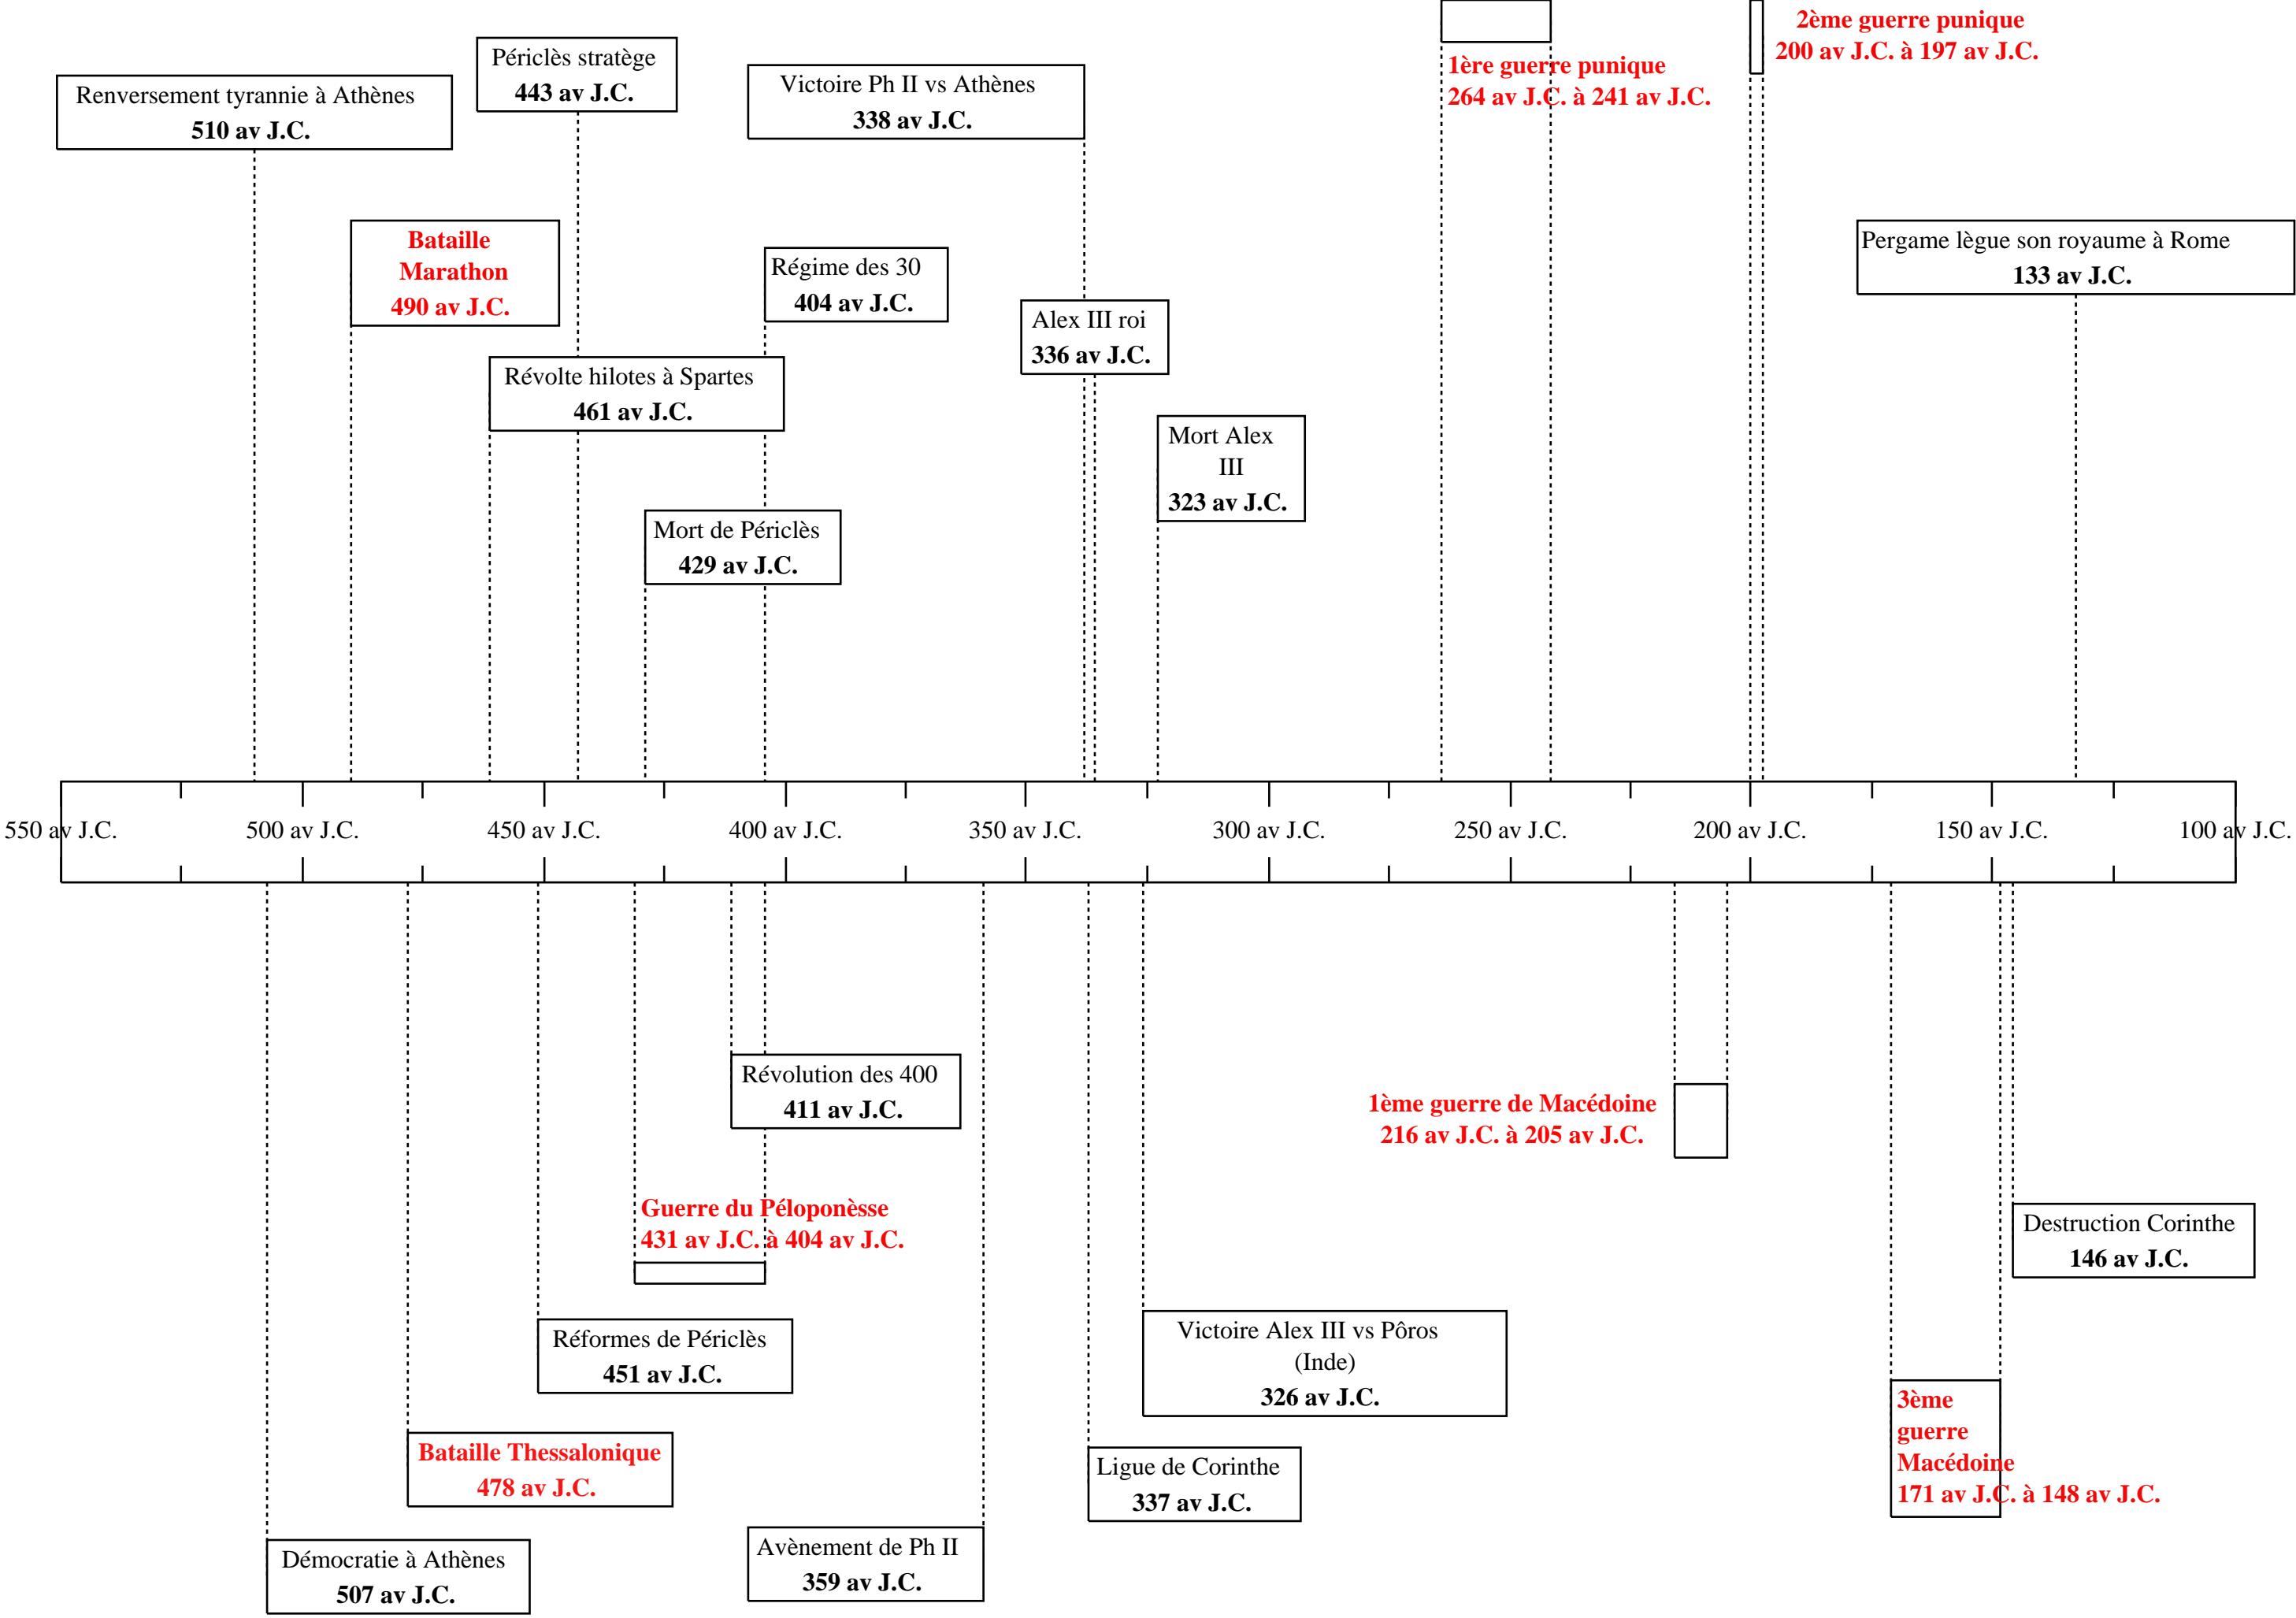 2ème guerre punique
200 av J.C. à 197 av J.C.
Périclès stratège
443 av J.C.
1ère guerre punique
264 av J.C. à 241 av J.C.
Victoire Ph II vs Athènes
338 av J.C.
Renversement tyrannie à Athènes
510 av J.C.
Bataille
Marathon
490 av J.C.
Pergame lègue son royaume à Rome
133 av J.C.
Régime des 30
404 av J.C.
Alex III roi
336 av J.C.
Révolte hilotes à Spartes
461 av J.C.
Mort Alex
III
323 av J.C.
Mort de Périclès
429 av J.C.
550 av J.C.
500 av J.C.
450 av J.C.
400 av J.C.
350 av J.C.
300 av J.C.
250 av J.C.
200 av J.C.
150 av J.C.
100 av J.C.
Révolution des 400
411 av J.C.
1ème guerre de Macédoine
216 av J.C. à 205 av J.C.
Guerre du Péloponèsse
431 av J.C. à 404 av J.C.
Destruction Corinthe
146 av J.C.
Réformes de Périclès
451 av J.C.
Victoire Alex III vs Pôros
(Inde)
326 av J.C.
3ème
guerre
Macédoine
171 av J.C. à 148 av J.C.
Bataille Thessalonique
478 av J.C.
Ligue de Corinthe
337 av J.C.
Avènement de Ph II
359 av J.C.
Démocratie à Athènes
507 av J.C.